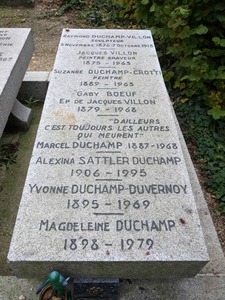 RAYMOND DUCHAMP-VILLON
SCULPTEUR
5 NOVEMBRE 1876-7 OCTOBRE 1918
JACQUES VILLON
PEINTRE GRAVEUR
1875 - 1963
SUZANNE DUCHAMP-CROTTI
PEINTRE
1889 - 1963
GABY BOEUF
EP DE JACQUES VILLON
1879 - 1968
"D'AILLEURS
C'EST TOUJOURS LES AUTRES
QUI MEURENT"
MARCEL DUCHAMP 1887-1968
ALEXINA SATTLER DUCHAMP
1906 - 1995
YVONNE DUCHAMP-DUVERNOY
1895 - 1969
MAGDELEINE DUCHAMP
1898 - 1979